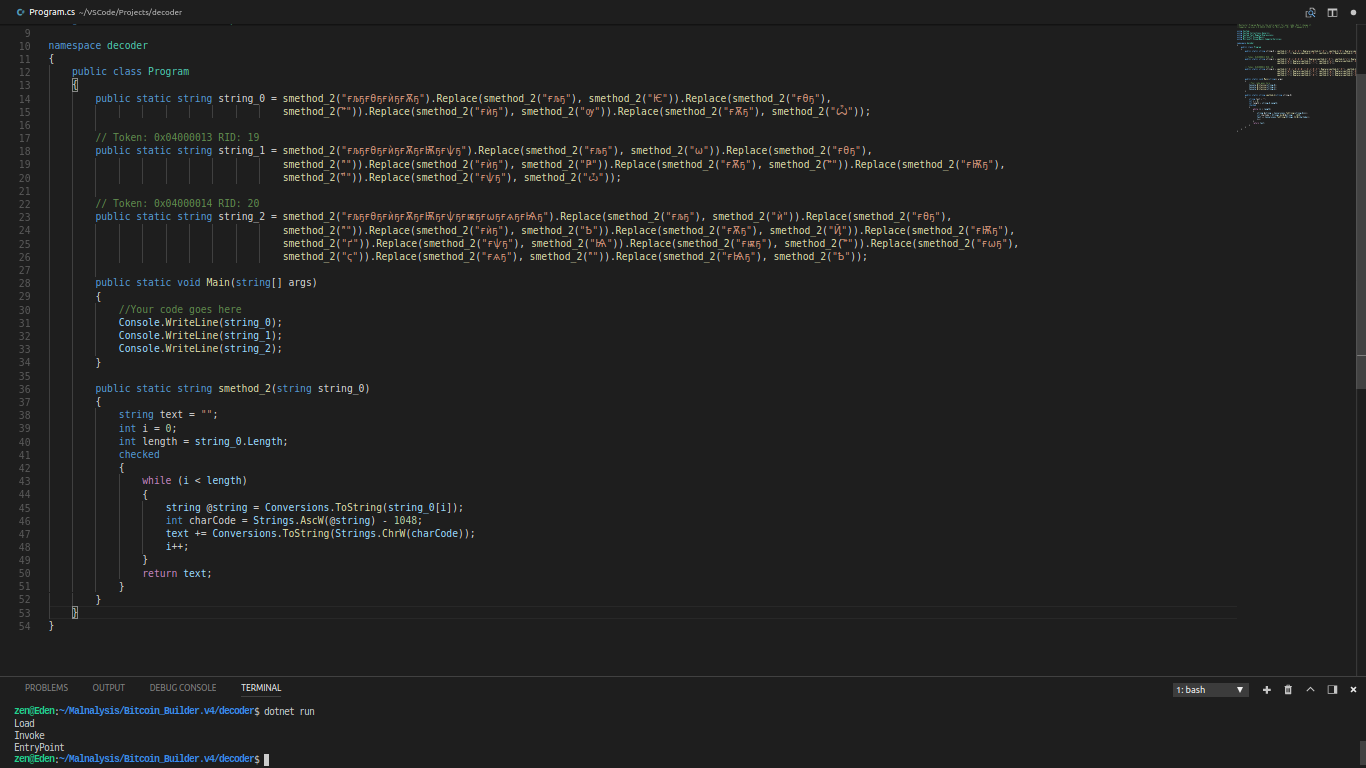 Program.cs ~/VSCode/Projects/decoder
9
10 namespace decoder
11 {
12 public class Program
13 {
14 public static string string_0 = smethod_2("ғљҕғѲҕғѝҕғѪҕ").Replace(smethod_2("ғљҕ"), smethod_2("Ѥ")).Replace(smethod_2("ғѲҕ"),
15 smethod_2("҇")).Replace(smethod_2("ғѝҕ"), smethod_2("ѹ")).Replace(smethod_2("ғѪҕ"), smethod_2("Ѽ"));
16
17 // Token: 0x04000013 RID: 19
18 public static string string_1 = smethod_2("ғљҕғѲҕғѝҕғѪҕғѬҕғѱҕ").Replace(smethod_2("ғљҕ"), smethod_2("ѡ")).Replace(smethod_2("ғѲҕ"),
19 smethod_2("҆")).Replace(smethod_2("ғѝҕ"), smethod_2("Ҏ")).Replace(smethod_2("ғѪҕ"), smethod_2("҇")).Replace(smethod_2("ғѬҕ"),
20 smethod_2("҃")).Replace(smethod_2("ғѱҕ"), smethod_2("ѽ"));
21
22 // Token: 0x04000014 RID: 20
23 public static string string_2 = smethod_2("ғљҕғѲҕғѝҕғѪҕғѬҕғѱҕғѭҕғѡҕғѧҕғѨҕ").Replace(smethod_2("ғљҕ"), smethod_2("ѝ")).Replace(smethod_2("ғѲҕ"),
24 smethod_2("҆")).Replace(smethod_2("ғѝҕ"), smethod_2("Ҍ")).Replace(smethod_2("ғѪҕ"), smethod_2("Ҋ")).Replace(smethod_2("ғѬҕ"),
25 smethod_2("ґ")).Replace(smethod_2("ғѱҕ"), smethod_2("Ѩ")).Replace(smethod_2("ғѭҕ"), smethod_2("҇")).Replace(smethod_2("ғѡҕ"),
26 smethod_2("ҁ")).Replace(smethod_2("ғѧҕ"), smethod_2("҆")).Replace(smethod_2("ғѨҕ"), smethod_2("Ҍ"));
27
28 public static void Main(string[] args)
29 {
30 //Your code goes here
31 Console.WriteLine(string_0);
32 Console.WriteLine(string_1);
33 Console.WriteLine(string_2);
34 }
35
36 public static string smethod_2(string string_0)
37 {
38 string text = "";
39 int i = 0;
40 int length = string_0.Length;
41 checked
42 {
43 while (i < length)
44 {
45 string @string = Conversions.ToString(string_0[i]);
46 int charCode = Strings.AscW(@string) - 1048;
47 text += Conversions.ToString(Strings.ChrW(charCode));
48 i++;
49 }
50 return text;
51 }
52 }
53 }
54 }
PROBLEMS OUTPUT DEBUG CONSOLE TERMINAL 1: bash
zen@Eden:~/Malnalysis/Bitcoin_Builder.v4/decoder$ dotnet run
Load
Invoke
EntryPoint
zen@Eden:~/Malnalysis/Bitcoin_Builder.v4/decoder$